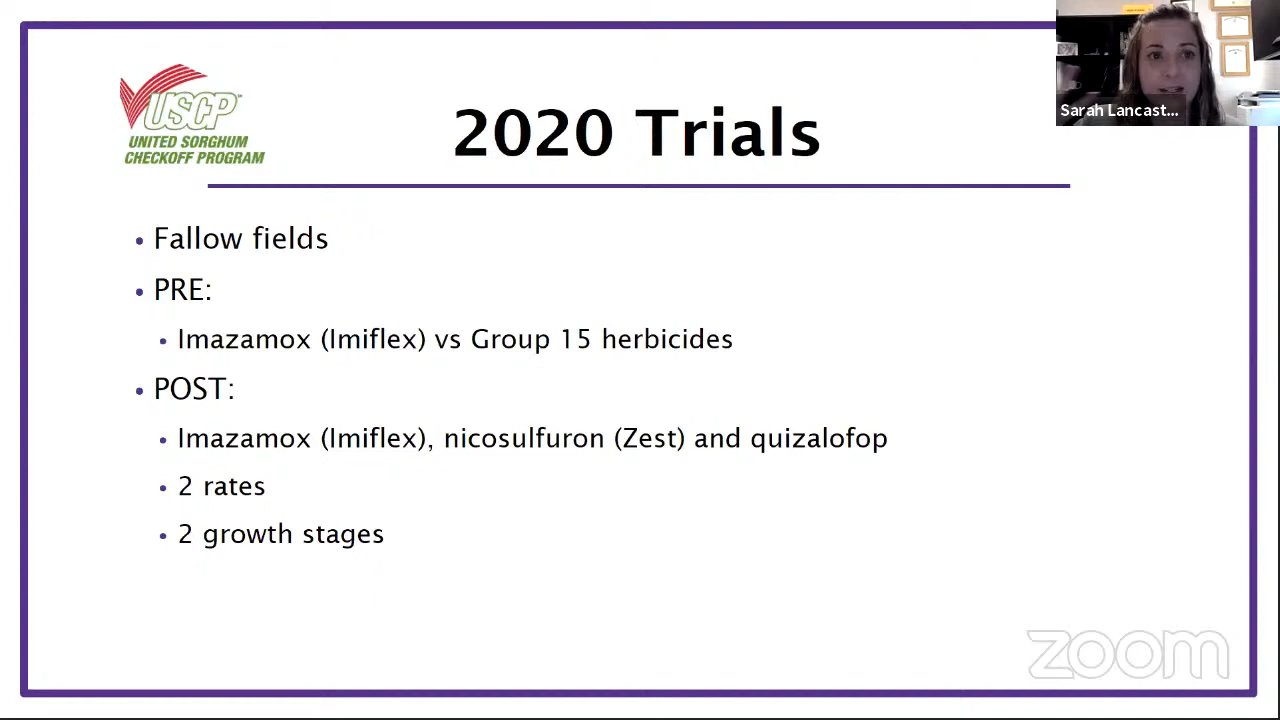 USCP
UNITED SORGHUM
CHECKOFF PROGRAM
2020 Trials
Sarah Lancast...
• Fallow fields
• PRE:
• Imazamox (Imiflex) vs Group 15 herbicides
• POST:
• Imazamox (Imiflex), nicosulfuron (Zest) and quizalofop
• 2 rates
• 2 growth stages
zoom